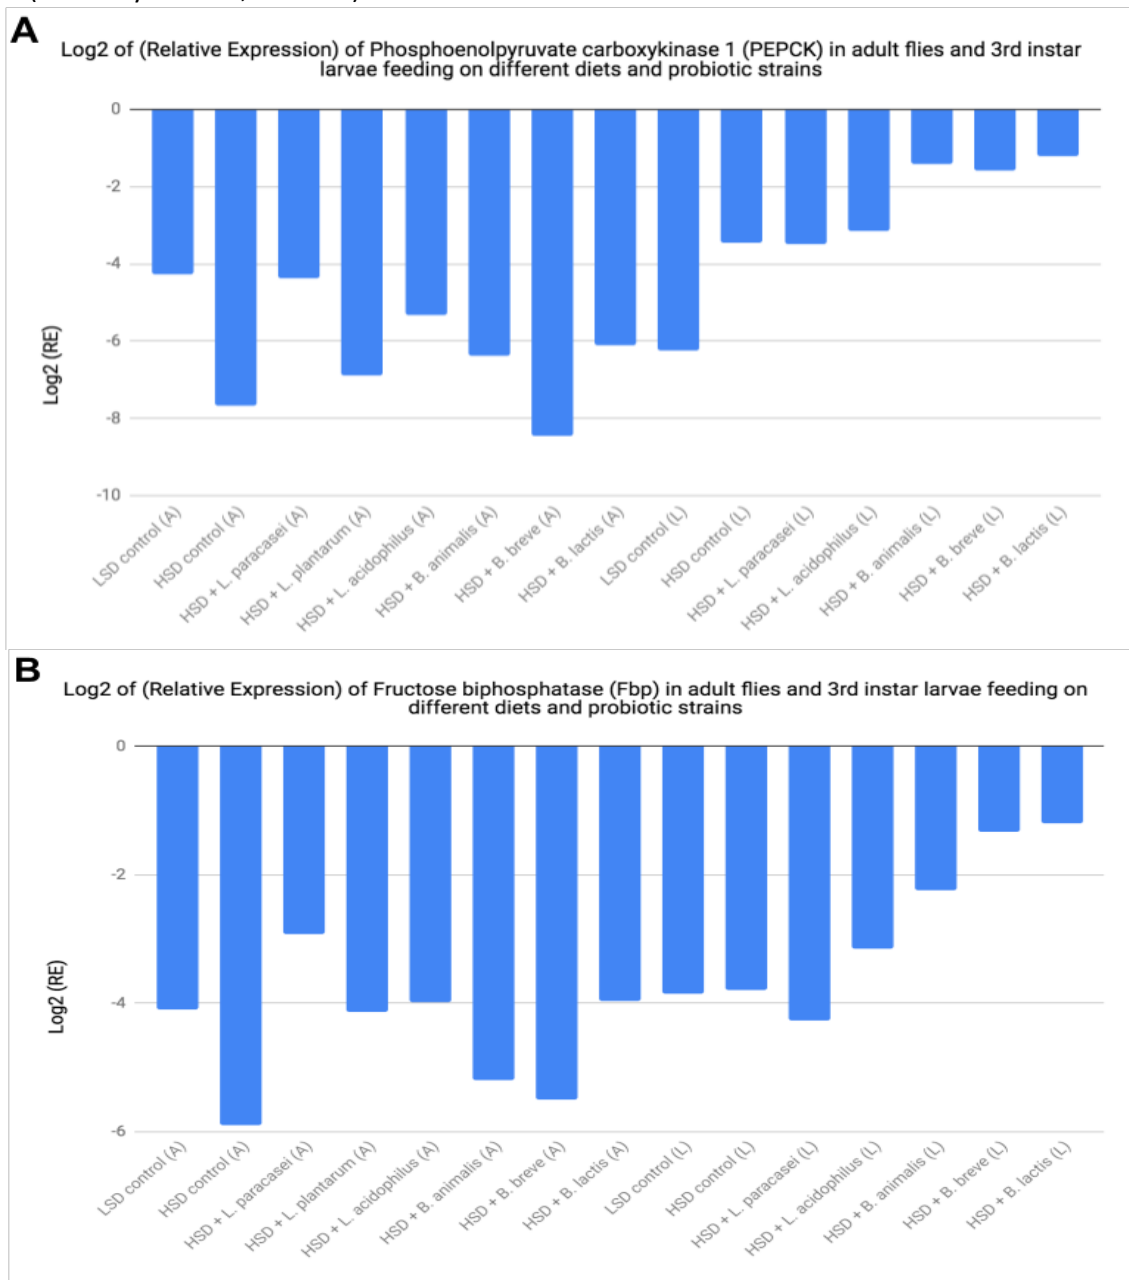 A
Log2 of (Relative Expression) of Phosphoenolpyruvate carboxykinase 1 (PEPCK) in adult flies and 3rd instar
larvae feeding on different diets and probiotic strains
0
-2
-4
-6
-8
-10
Log2 (RE)
LSD control (A)
HSD control (A)
HSD + L. paracasei (A)
HSD + L. plantarum (A)
HSD + L. acidophilus (A)
HSD + B. animalis (A)
HSD + B. breve (A)
HSD + B. lactis (A)
LSD control (L)
HSD control (L)
HSD + L. paracasei (L)
HSD + L. acidophilus (L)
HSD + B. animalis (L)
HSD + B. breve (L)
HSD + B. lactis (L)
B
Log2 of (Relative Expression) of Fructose biphosphatase (Fbp) in adult flies and 3rd instar larvae feeding on
different diets and probiotic strains
0
-2
-4
-6
Log2 (RE)
LSD control (A)
HSD control (A)
HSD + L. paracasei (A)
HSD + L. plantarum (A)
HSD + L. acidophilus (A)
HSD + B. animalis (A)
HSD + B. breve (A)
HSD + B. lactis (A)
LSD control (L)
HSD control (L)
HSD + L. paracasei (L)
HSD + L. acidophilus (L)
HSD + B. animalis (L)
HSD + B. breve (L)
HSD + B. lactis (L)